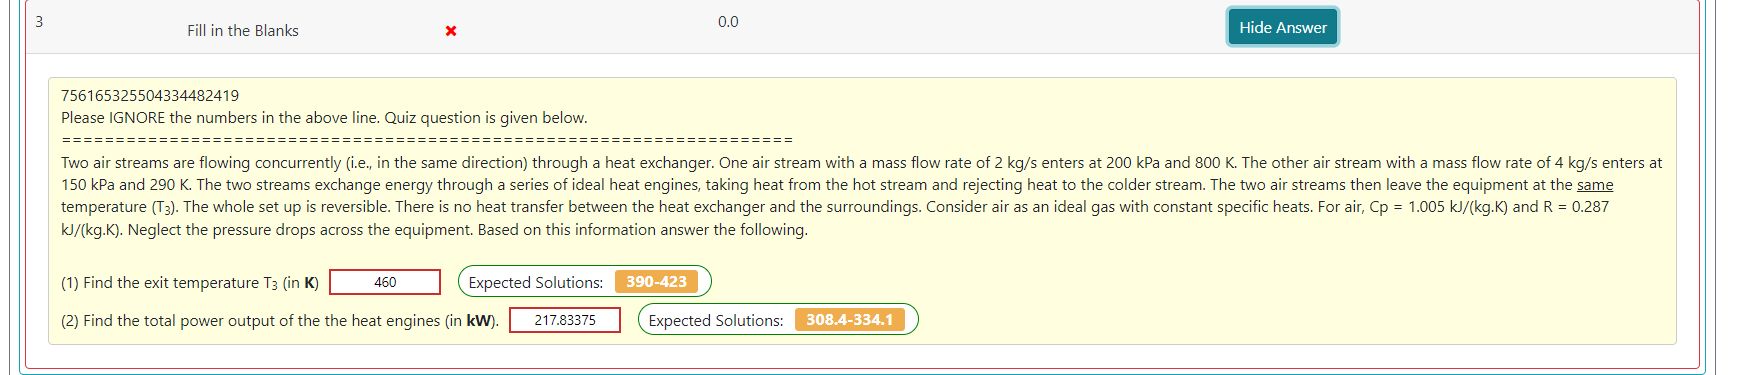 3
Fill in the Blanks
0.0
Hide Answer
756165325504334482419
Please IGNORE the numbers in the above line. Quiz question is given below.
====================================================================
Two air streams are flowing concurrently (i.e., in the same direction) through a heat exchanger. One air stream with a mass flow rate of 2 kg/s enters at 200 kPa and 800 K. The other air stream with a mass flow rate of 4 kg/s enters at
150 kPa and 290 K. The two streams exchange energy through a series of ideal heat engines, taking heat from the hot stream and rejecting heat to the colder stream. The two air streams then leave the equipment at the same
temperature (T3). The whole set up is reversible. There is no heat transfer between the heat exchanger and the surroundings. Consider air as an ideal gas with constant specific heats. For air, Cp = 1.005 kJ/(kg.K) and R = 0.287
kJ/(kg.K). Neglect the pressure drops across the equipment. Based on this information answer the following.
(1) Find the exit temperature T3 (in K) 460 Expected Solutions: 390-423
(2) Find the total power output of the the heat engines (in kW). 217.83375 Expected Solutions: 308.4-334.1